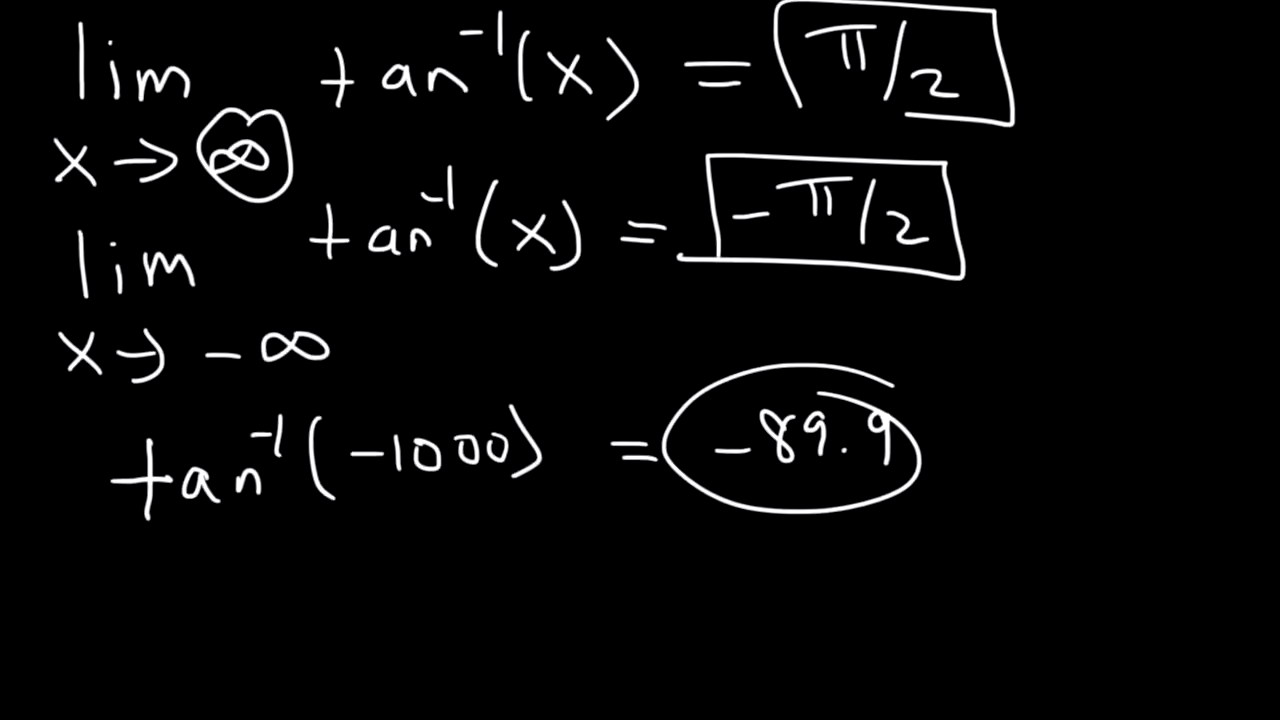 lim tan⁻¹(x) = π/2
x → ∞
lim tan⁻¹(x) = -π/2
x → -∞
tan⁻¹(-1000) = -89.9